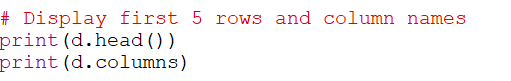 # Display first 5 rows and column names
print(d.head())
print(d.columns)